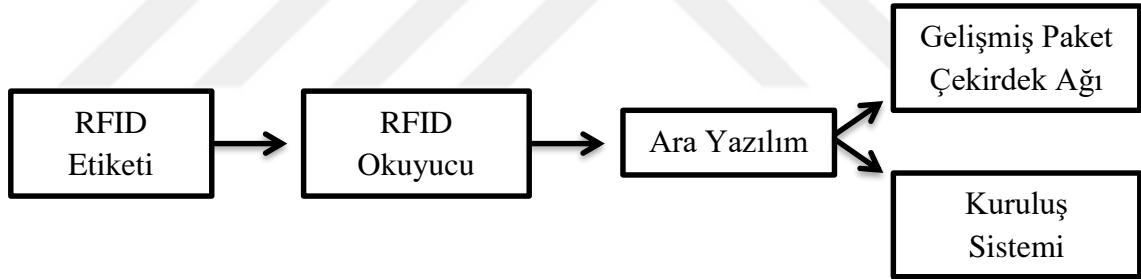 RFID
Etiketi
RFID
Okuyucu
Ara Yazılım
Gelişmiş Paket
Çekirdek Ağı
Kuruluş
Sistemi